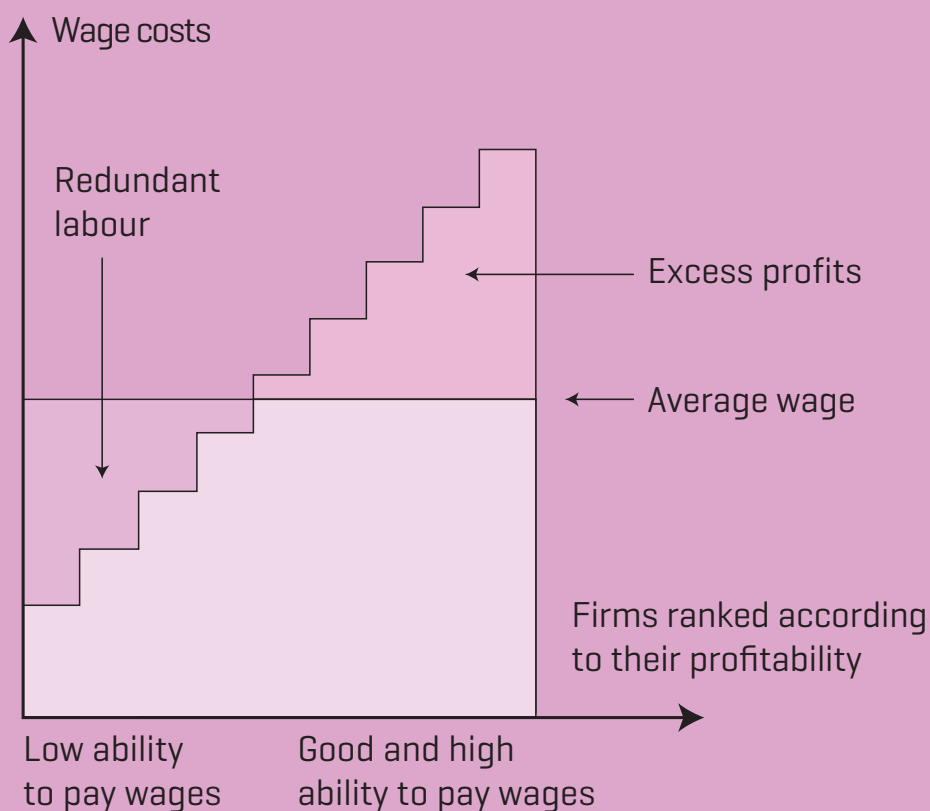 Wage costs
Redundant
labour
Excess profits
Average wage
Firms ranked according
to their profitability
Low ability
to pay wages
Good and high
ability to pay wages